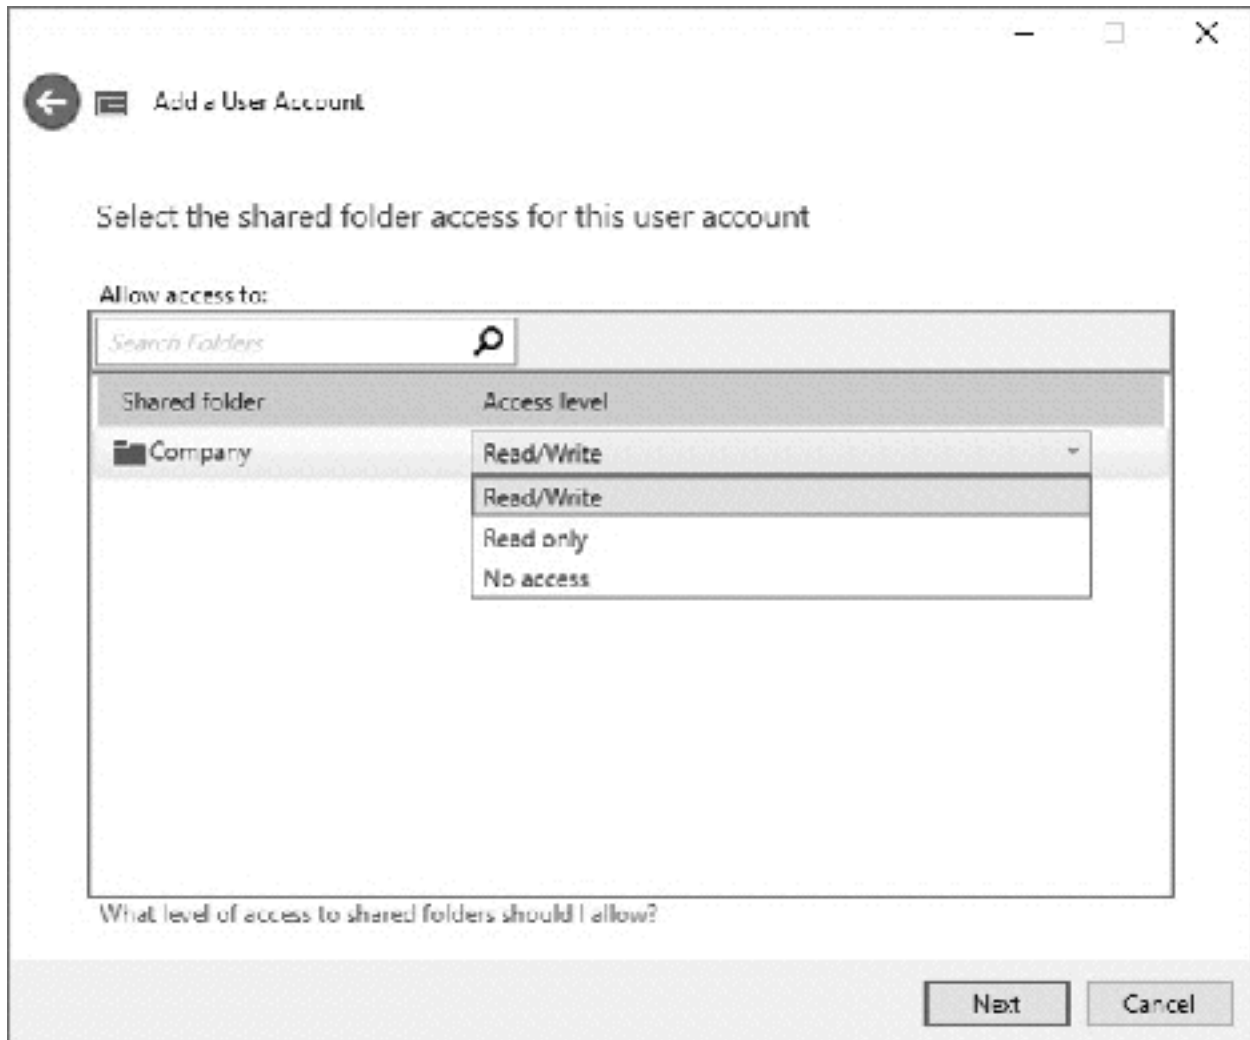 Add a User Account
Select the shared folder access for this user account
Allow access to:
Search Folders
Shared folder Access level
Company Read/Write
Read/Write
Read only
No access
What level of access to shared folders should I allow?
Next Cancel